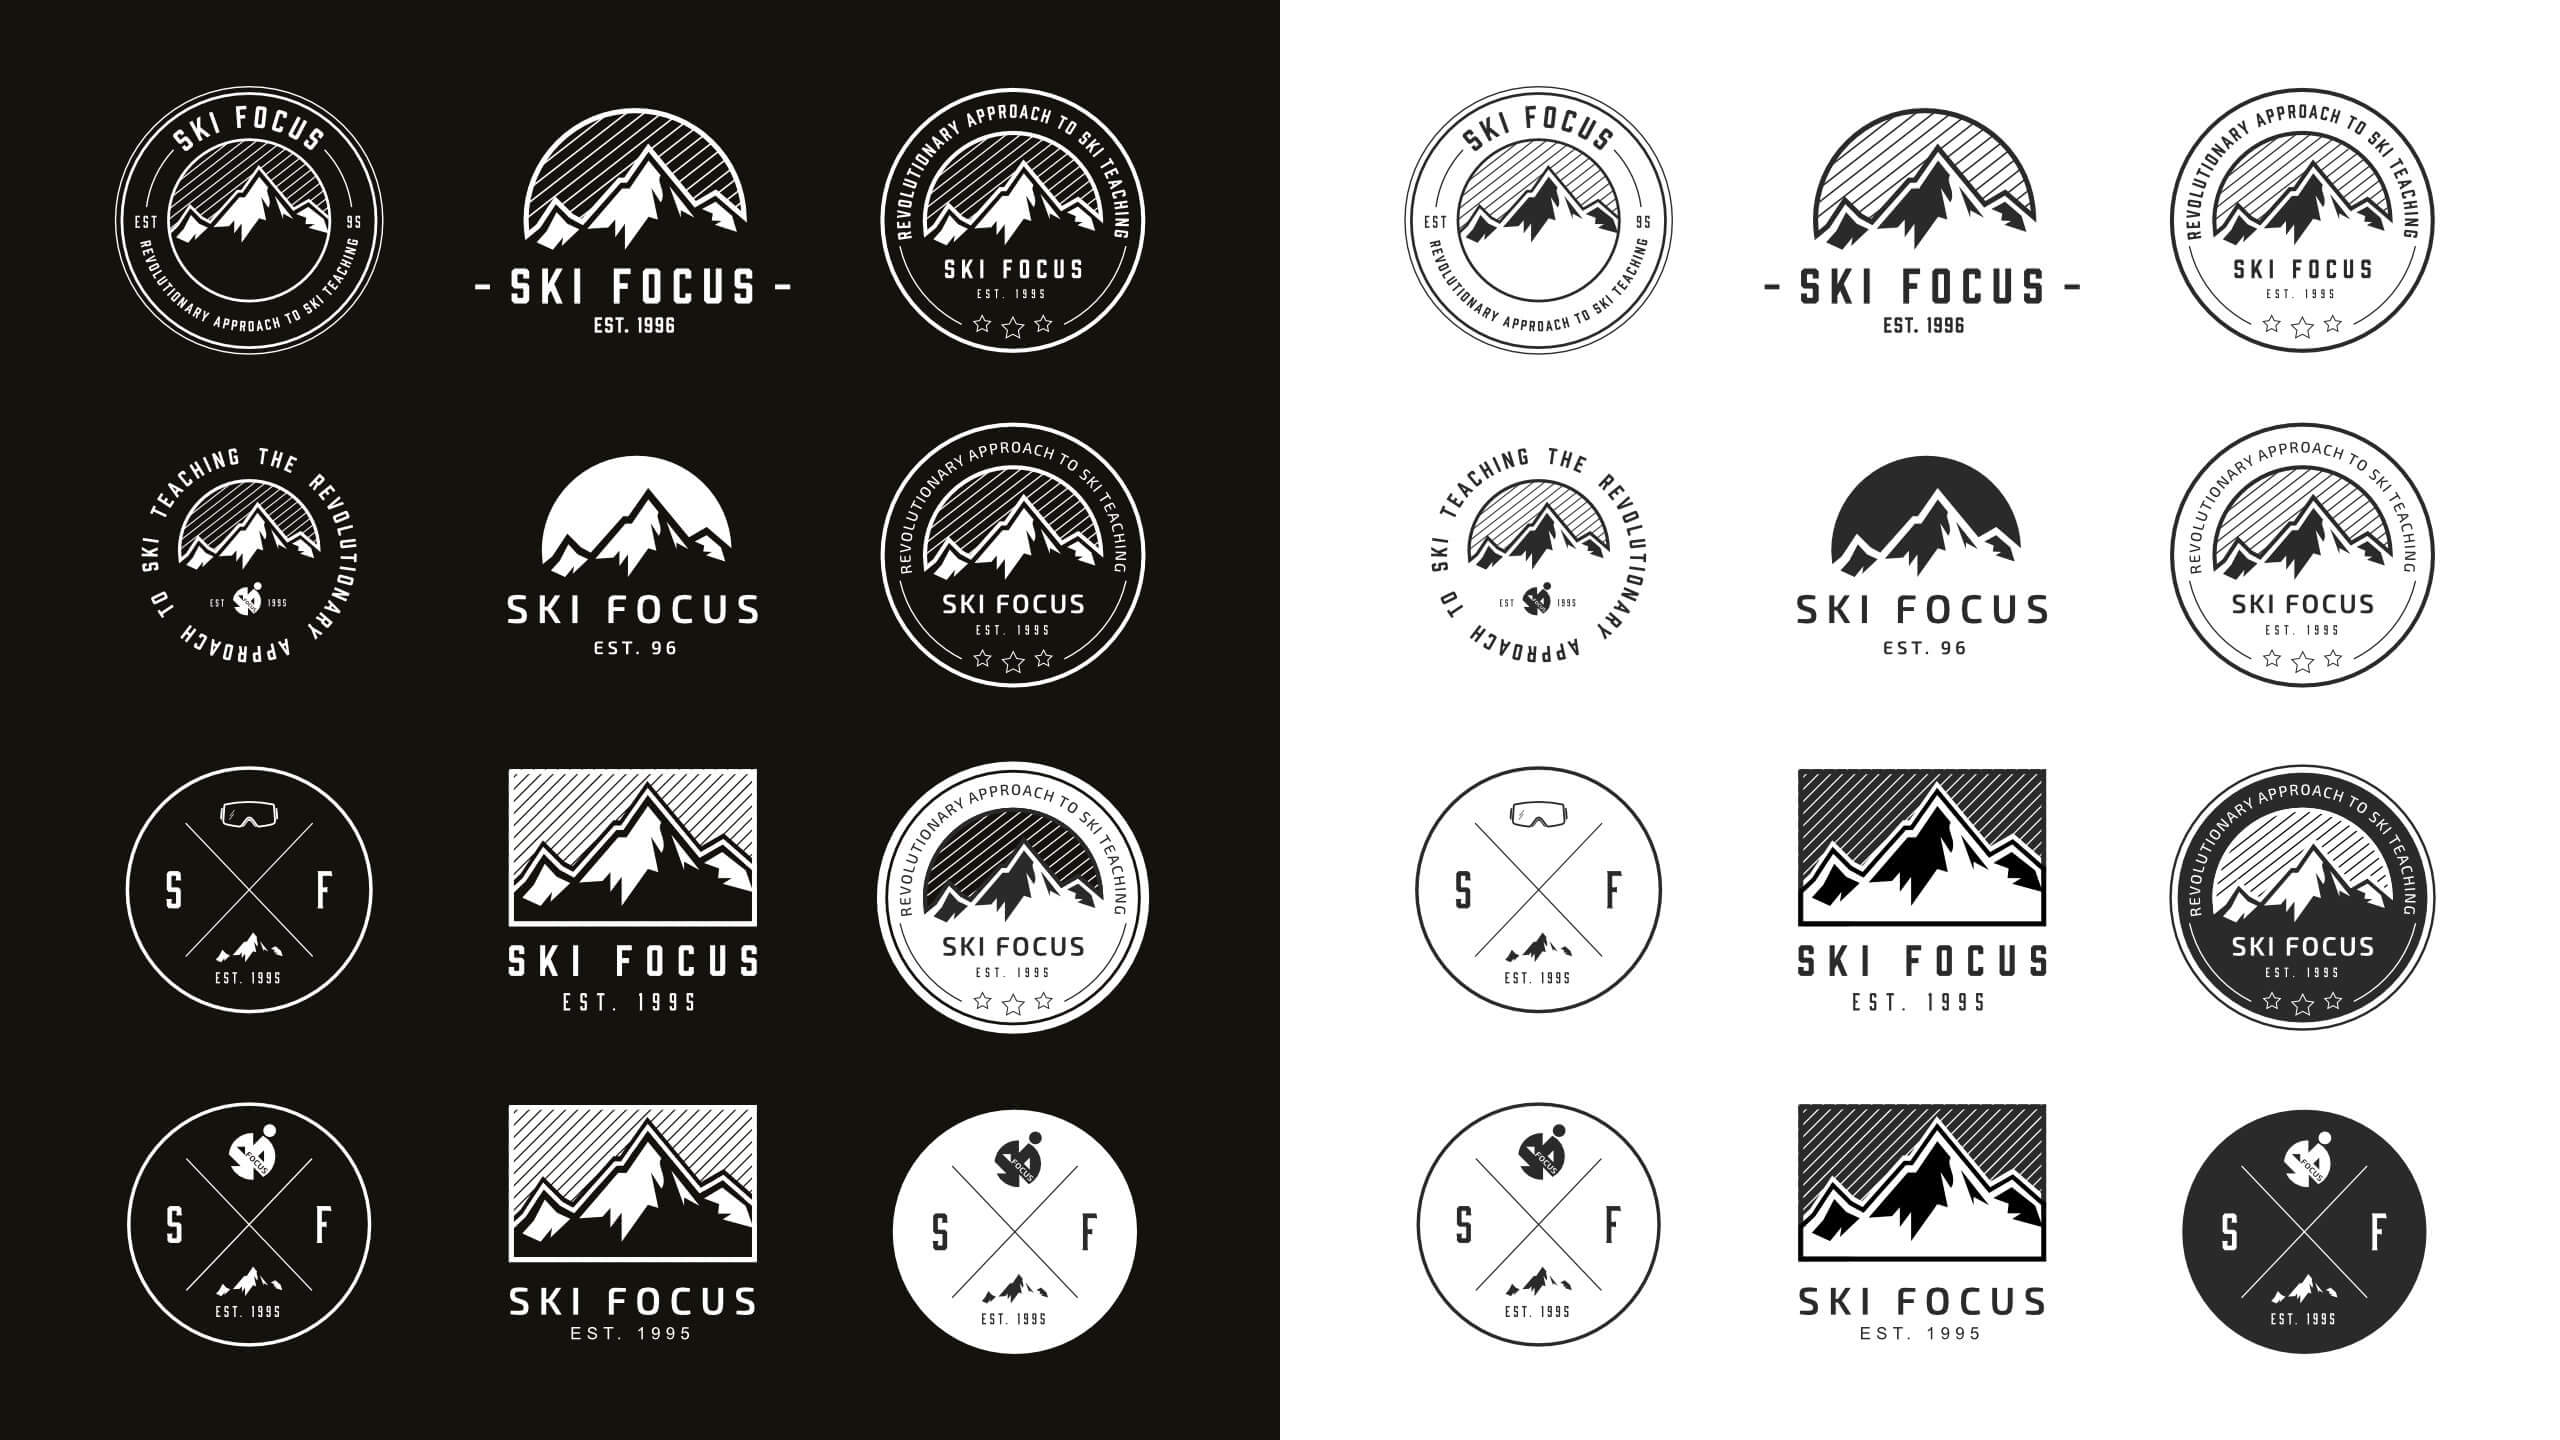 SKI FOCUS
EST
95
REVOLUTIONARY APPROACH TO SKI TEACHING
- SKI FOCUS -
EST. 1996
REVOLUTIONARY APPROACH TO SKI TEACHING
SKI FOCUS
EST. 1995
SKI FOCUS
EST
95
REVOLUTIONARY APPROACH TO SKI TEACHING
- SKI FOCUS -
EST. 1996
REVOLUTIONARY APPROACH TO SKI TEACHING
SKI FOCUS
EST. 1995
THE REVOLUTIONARY APPROACH TO SKI TEACHING
EST
1995
SKI FOCUS
EST. 96
REVOLUTIONARY APPROACH TO SKI TEACHING
SKI FOCUS
EST. 1995
THE REVOLUTIONARY APPROACH TO SKI TEACHING
EST
1995
SKI FOCUS
EST. 96
REVOLUTIONARY APPROACH TO SKI TEACHING
SKI FOCUS
EST. 1995
S F
EST. 1995
SKI FOCUS
EST. 1995
REVOLUTIONARY APPROACH TO SKI TEACHING
SKI FOCUS
EST. 1995
S F
EST. 1995
SKI FOCUS
EST. 1995
REVOLUTIONARY APPROACH TO SKI TEACHING
SKI FOCUS
EST. 1995
FOCUS
S F
EST. 1995
SKI FOCUS
EST. 1995
FOCUS
S F
EST. 1995
FOCUS
S F
EST. 1995
SKI FOCUS
EST. 1995
FOCUS
S F
EST. 1995